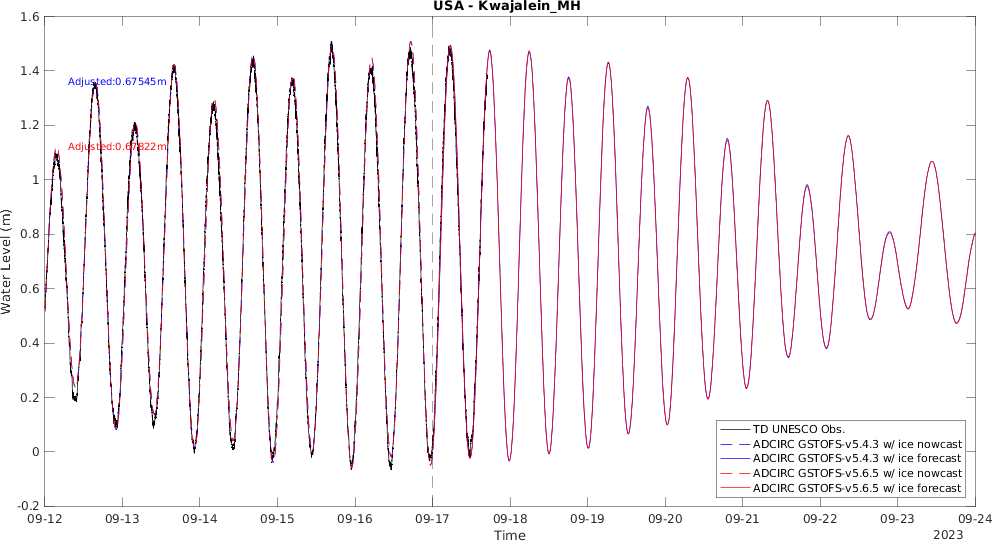 USA - Kwajalein_MH
1.6
1.4
1.2
1
0.8
0.6
0.4
0.2
0
-0.2
Water Level (m)
Adjusted:0.67545m
Adjusted:0.67822m
TD UNESCO Obs.
ADCIRC GSTOFS-v5.4.3 w/ ice nowcast
ADCIRC GSTOFS-v5.4.3 w/ ice forecast
ADCIRC GSTOFS-v5.6.5 w/ ice nowcast
ADCIRC GSTOFS-v5.6.5 w/ ice forecast
09-12 09-13 09-14 09-15 09-16 09-17 09-18 09-19 09-20 09-21 09-22 09-23 09-24
Time
2023